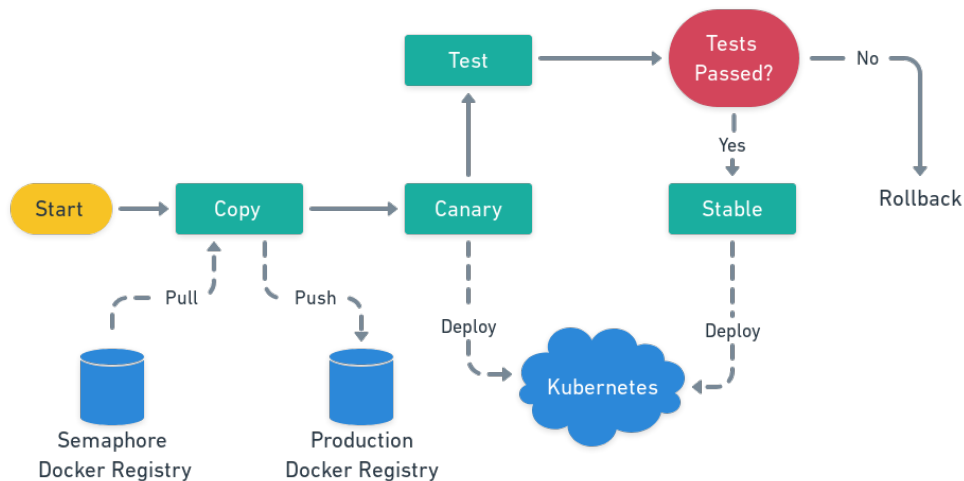 Test
Tests
Passed?
No
Yes
Start
Copy
Canary
Stable
Rollback
Pull
Push
Deploy
Deploy
Kubernetes
Semaphore
Docker Registry
Production
Docker Registry